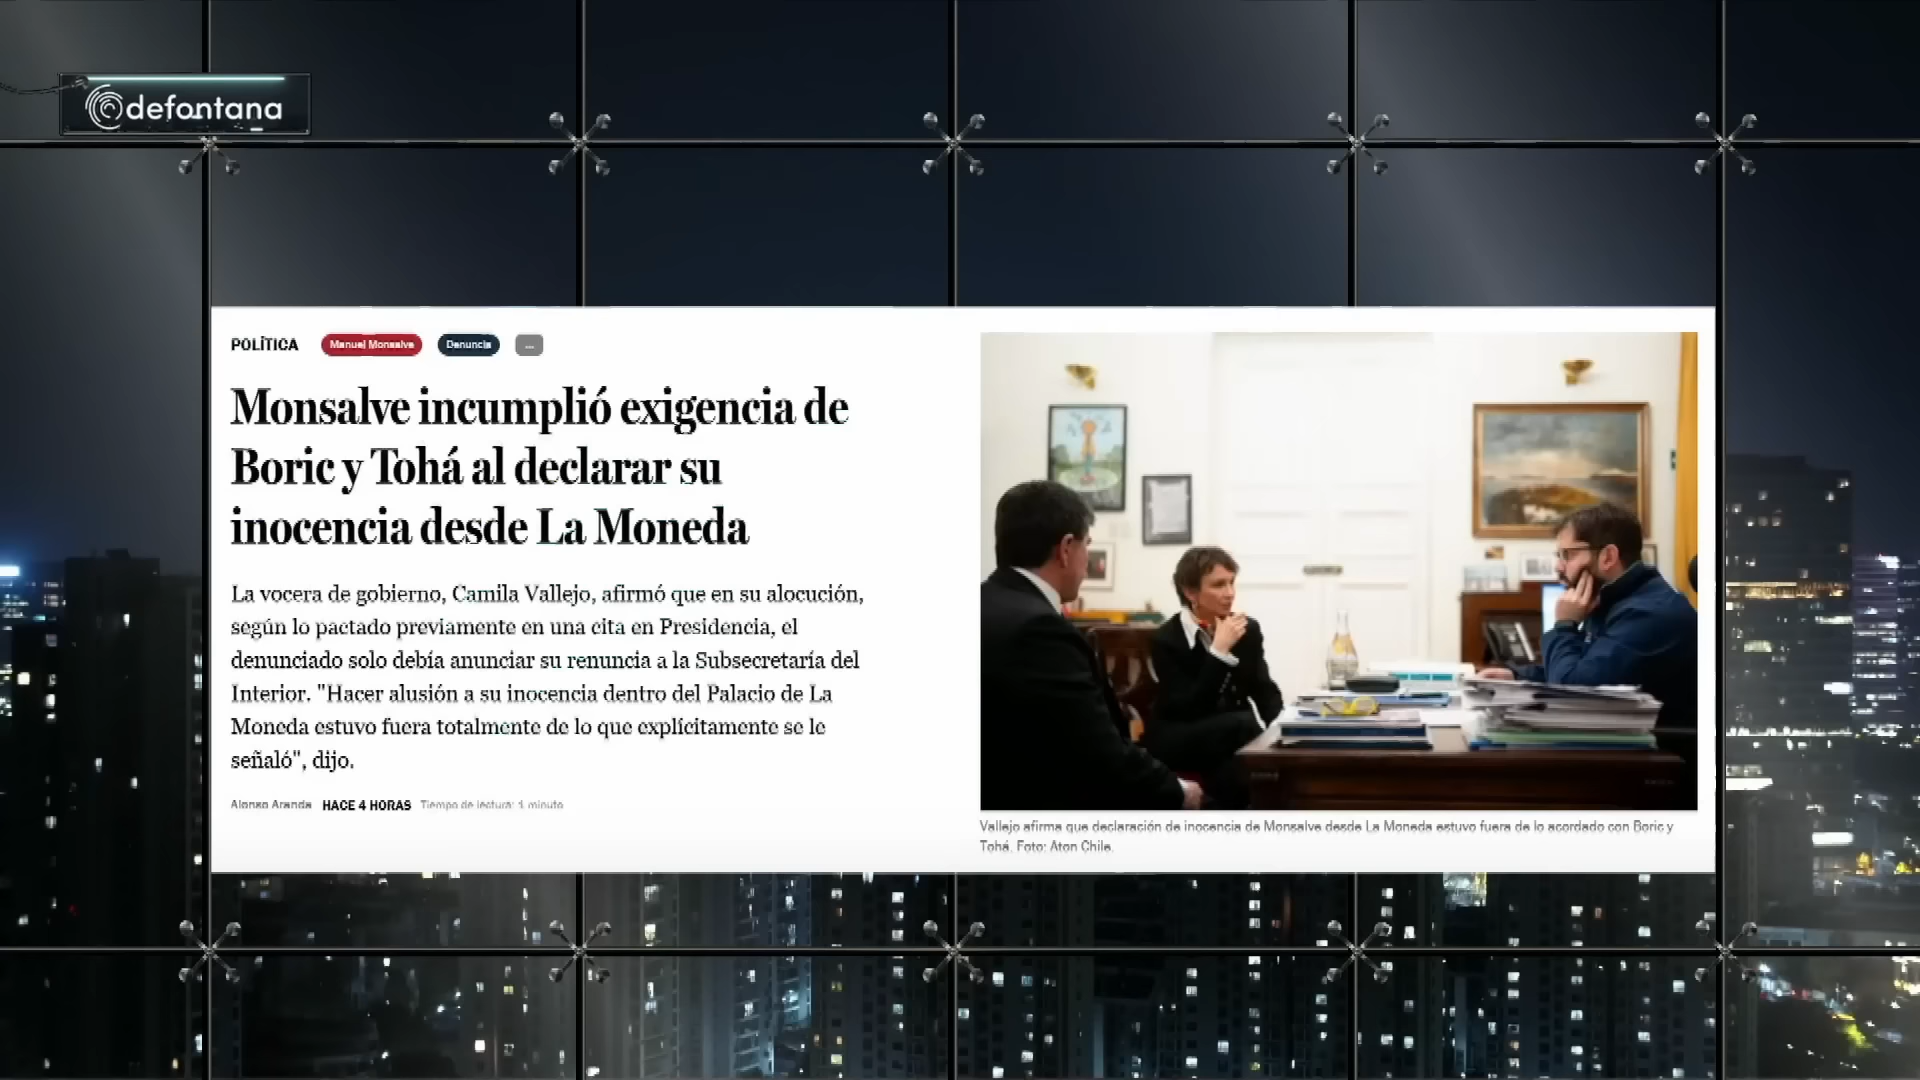 defontana
POLÍTICA Manuel Monsalve Denuncia ...
Monsalve incumplió exigencia de
Boric y Tohá al declarar su
inocencia desde La Moneda
La vocera de gobierno, Camila Vallejo, afirmó que en su alocución,
según lo pactado previamente en una cita en Presidencia, el
denunciado solo debía anunciar su renuncia a la Subsecretaría del
Interior. "Hacer alusión a su inocencia dentro del Palacio de La
Moneda estuvo fuera totalmente de lo que explícitamente se le
señaló", dijo.
Alonso Aranda HACE 4 HORAS Tiempo de lectura: 1 minuto
Vallejo afirma que declaración de inocencia de Monsalve desde La Moneda estuvo fuera de lo acordado con Boric y
Tohá. Foto: Aton Chile.